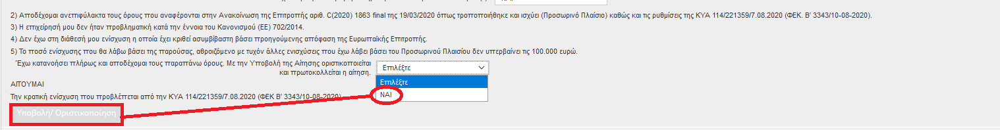 2) Αποδέχομαι ανεπιφύλακτα τους όρους που αναφέρονται στην Ανακοίνωση της Επιτροπής αριθ. C(2020) 1863 final της 19/03/2020 όπως τροποποιήθηκε και ισχύει (Προσωρινό Πλαίσιο) καθώς και τις ρυθμίσεις της ΚΥΑ 114/221359/7.08.2020 (ΦΕΚ. Β' 3343/10-08-2020).
3) Η επιχείρησή μου δεν ήταν προβληματική κατά την έννοια του Κανονισμού (ΕΕ) 702/2014.
4) Δεν έχω στη διάθεσή μου ενίσχυση η οποία έχει κριθεί ασυμβίβαστη βάσει προηγούμενης απόφαση της Ευρωπαϊκής Επιτροπής.
5) Το ποσό ενίσχυσης που θα λάβω βάσει της παρούσας, αθροιζόμενο με τυχόν άλλες ενισχύσεις που έχω λάβει βάσει του Προσωρινού Πλαισίου δεν υπερβαίνει τις 100.000 ευρώ.
Έχω κατανοήσει πλήρως και αποδέχομαι τους παραπάνω όρους. Με την Υποβολή της Αίτησης οριστικοποιείται
και πρωτοκολλείται η αίτηση.
Επιλέξτε
Επιλέξτε
ΝΑΙ
ΑΙΤΟΥΜΑΙ
Την κρατική ενίσχυση που προβλέπεται από την ΚΥΑ 114/221359/7.08.2020 (ΦΕΚ Β' 3343/10-08-2020)
Υποβολή/ Οριστικοποίηση